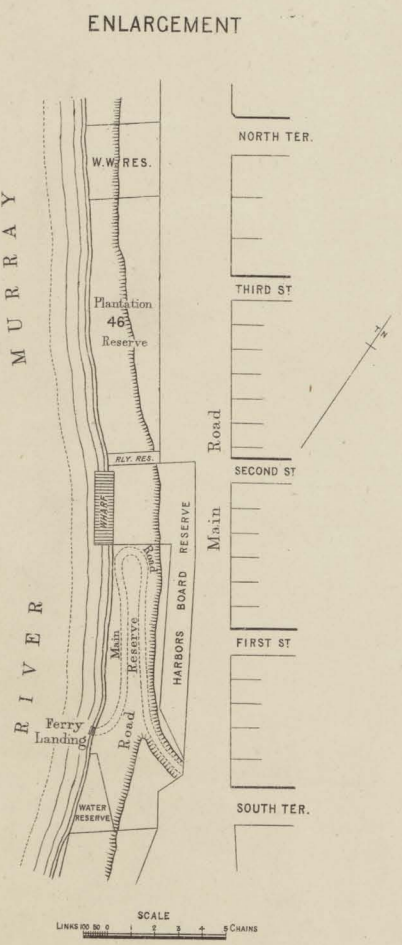 ENLARGEMENT
NORTH TER.
W.W. RES.
MURRAY
THIRD ST
Plantation
46
Reserve
T N
Road
RLY. RES.
SECOND ST
WHARF
Main
HARBORS BOARD RESERVE
Road
RIVER
Main
Reserve
FIRST ST
Ferry
Landing
Road
WATER
RESERVE
SOUTH TER.
SCALE
LINKS 100 50 0 1 2 3 4 5 CHAINS